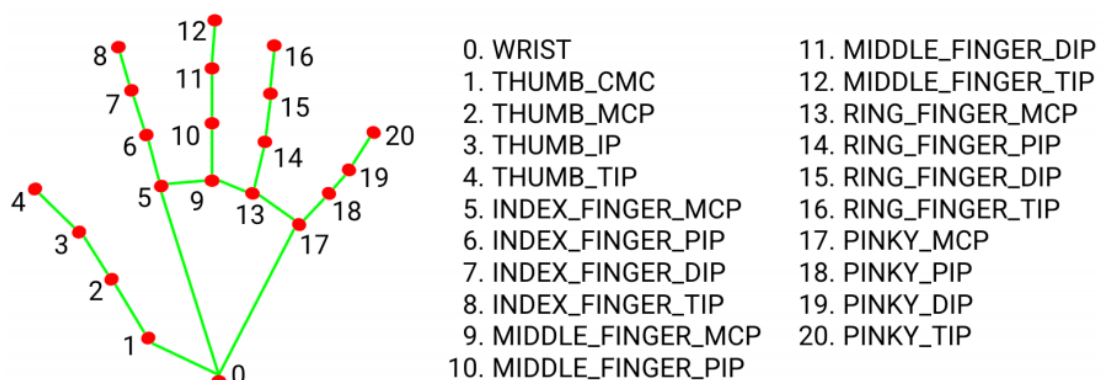 12
8
16
11
7
15
10
20
6
14
19
4
5
9
13
18
3
17
2
1
0
0. WRIST
1. THUMB_CMC
2. THUMB_MCP
3. THUMB_IP
4. THUMB_TIP
5. INDEX_FINGER_MCP
6. INDEX_FINGER_PIP
7. INDEX_FINGER_DIP
8. INDEX_FINGER_TIP
9. MIDDLE_FINGER_MCP
10. MIDDLE_FINGER_PIP
11. MIDDLE_FINGER_DIP
12. MIDDLE_FINGER_TIP
13. RING_FINGER_MCP
14. RING_FINGER_PIP
15. RING_FINGER_DIP
16. RING_FINGER_TIP
17. PINKY_MCP
18. PINKY_PIP
19. PINKY_DIP
20. PINKY_TIP